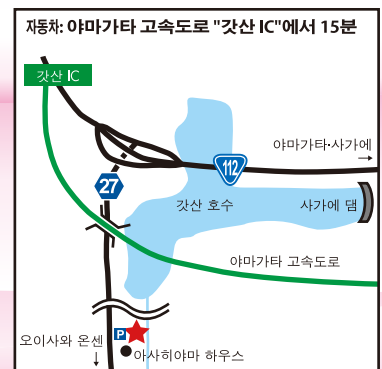 자동차: 야마가타 고속도로 "갓산 IC"에서 15분
갓산 IC
야마가타·사가에
112
27
갓산 호수
사가에 댐
야마가타 고속도로
P
오이사와 온센
아사히야마 하우스